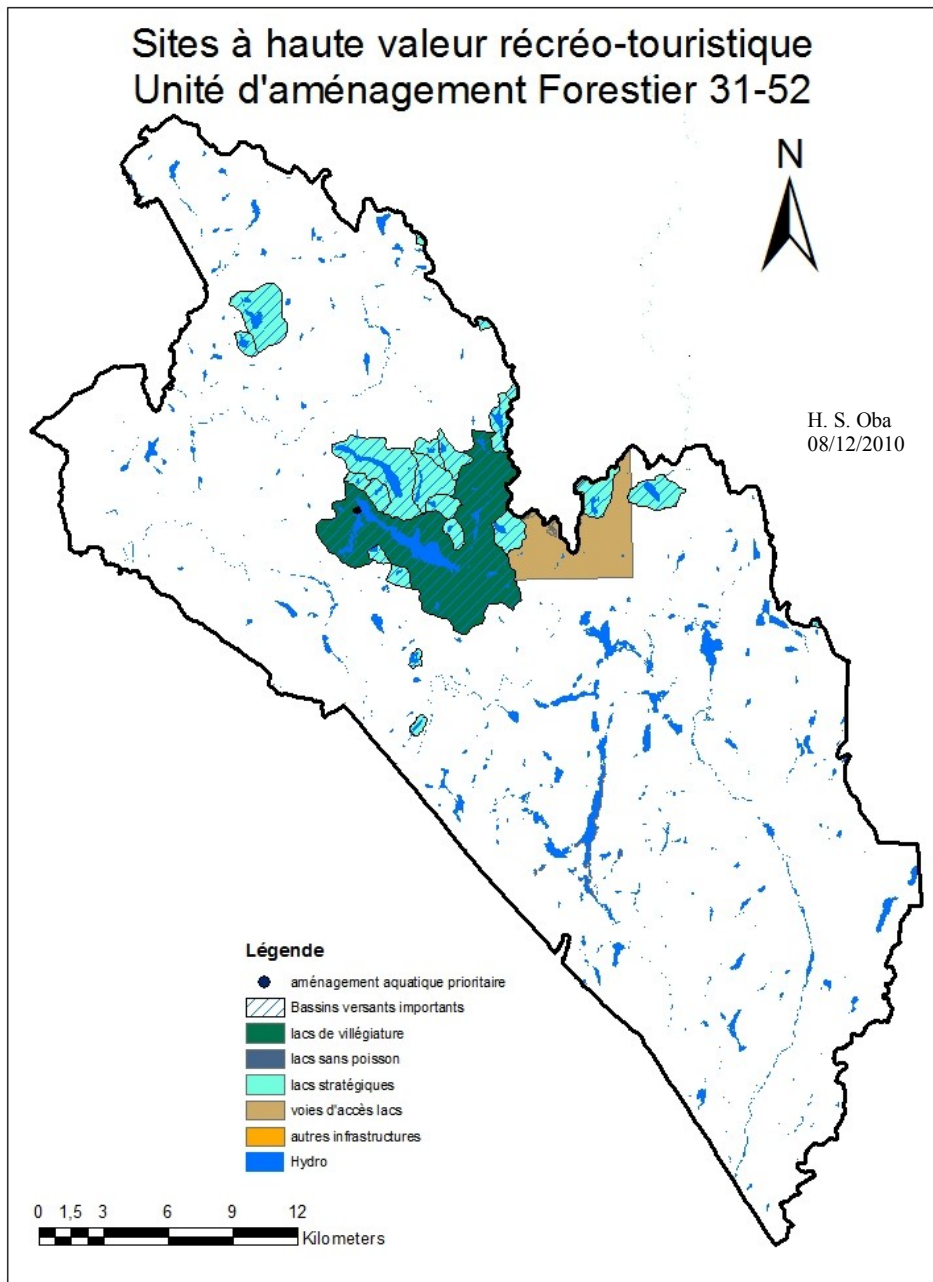 Sites à haute valeur récréo-touristique
Unité d'aménagement Forestier 31-52
N
H. S. Oba
08/12/2010
Légende
aménagement aquatique prioritaire
Bassins versants importants
lacs de villégiature
lacs sans poisson
lacs stratégiques
voies d'accès lacs
autres infrastructures
Hydro
0 1,5 3 6 9 12
Kilometers